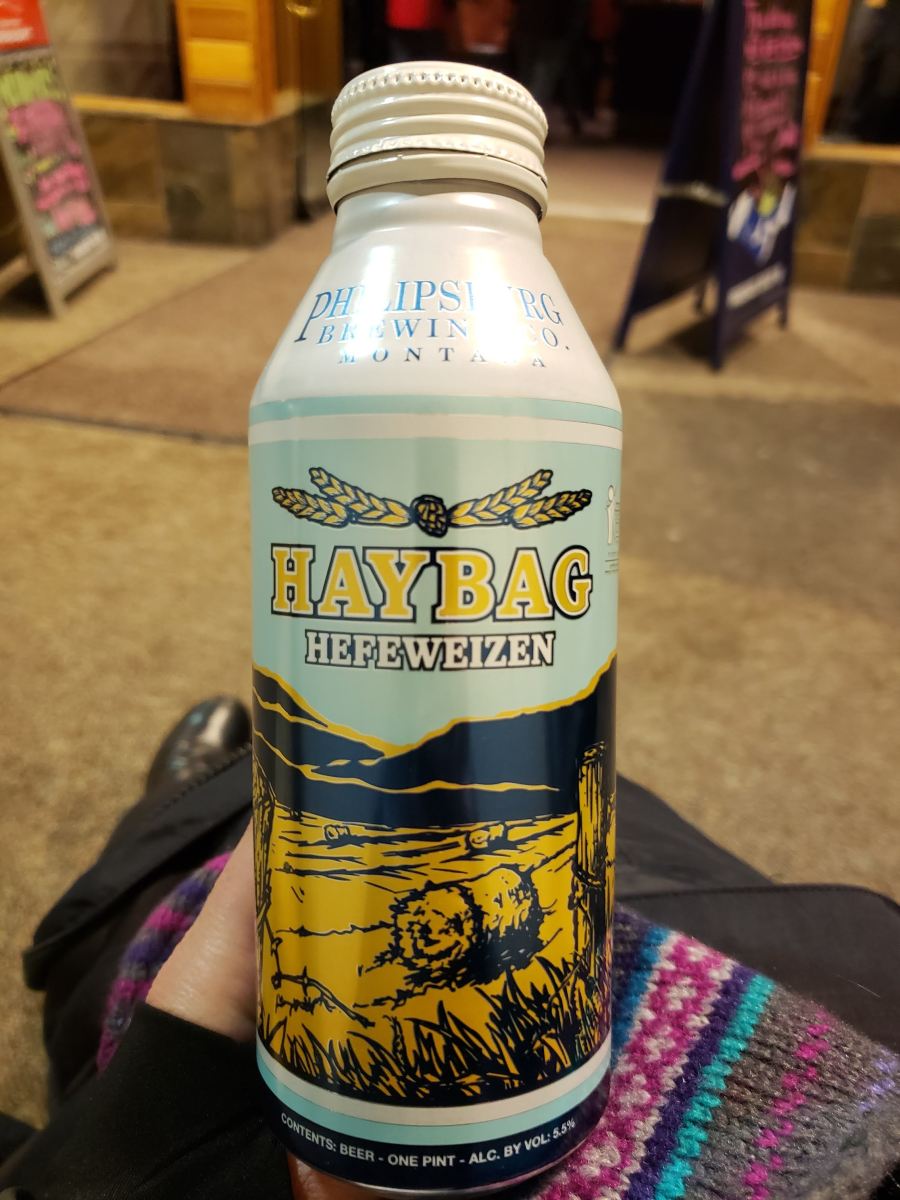 PHILIPSBURG
BREWING CO.
MONTANA
HAYBAG
HEFEWEIZEN
CONTENTS: BEER - ONE PINT - ALC. BY VOL: 5.5%